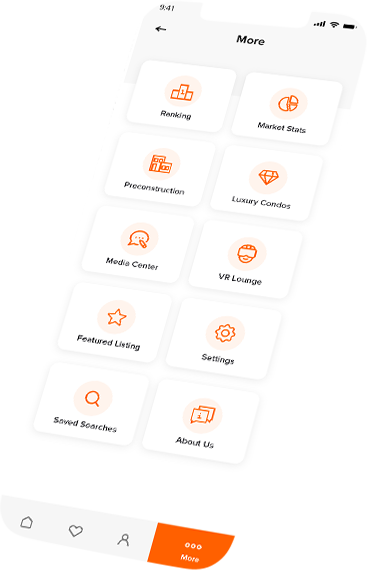 9:41
More
Ranking
Market Stats
Preconstruction
Luxury Condos
Media Center
VR Lounge
Featured Listing
Settings
Saved Searches
About Us
More